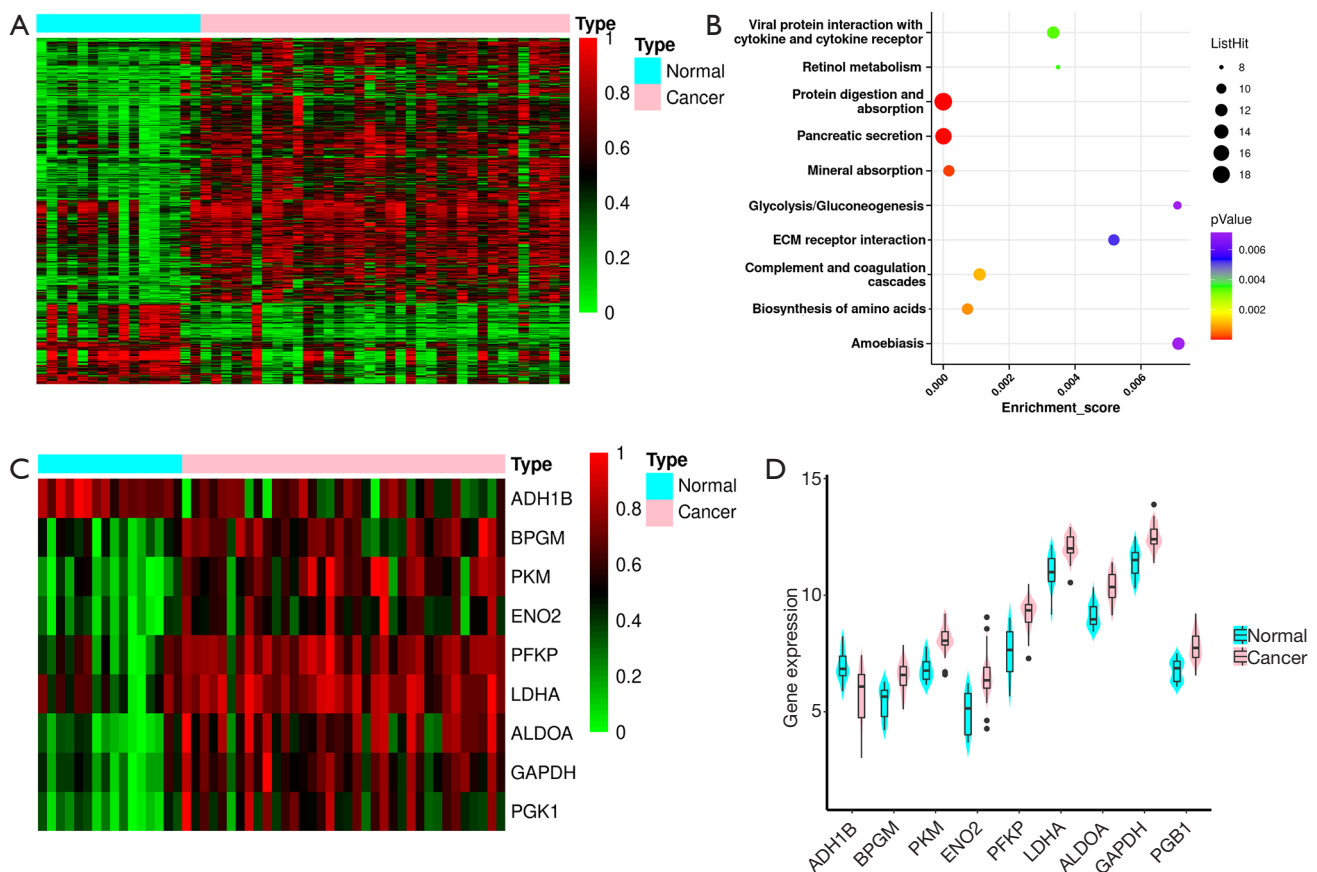 A
Type
1
0.8
0.6
0.4
0.2
0
Type
Normal
Cancer
B
Viral protein interaction with
cytokine and cytokine receptor
Retinol metabolism
Protein digestion and
absorption
Pancreatic secretion
Mineral absorption
Glycolysis/Gluconeogenesis
ECM receptor interaction
Complement and coagulation
cascades
Biosynthesis of amino acids
Amoebiasis
0.000
0.002
0.004
0.006
Enrichment_score
ListHit
8
10
12
14
16
18
pValue
0.006
0.004
0.002
C
Type
ADH1B
BPGM
PKM
ENO2
PFKP
LDHA
ALDOA
GAPDH
PGK1
1
0.8
0.6
0.4
0.2
0
Type
Normal
Cancer
D
Gene expression
15
10
5
ADH1B
BPGM
PKM
ENO2
PFKP
LDHA
ALDOA
GAPDH
PGB1
Normal
Cancer